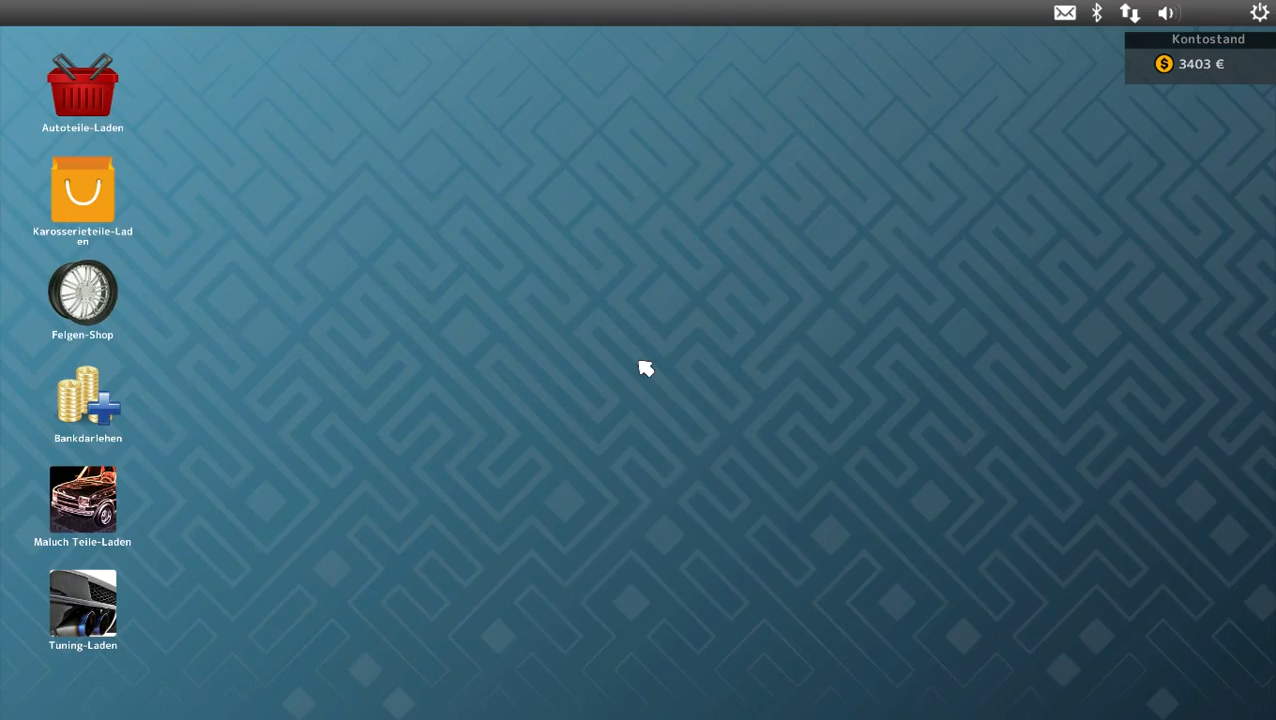 Kontostand
3403 €
Autoteile-Laden
Karosserieteile-Lad
en
Felgen-Shop
Bankdarlehen
Maluch Teile-Laden
Tuning-Laden